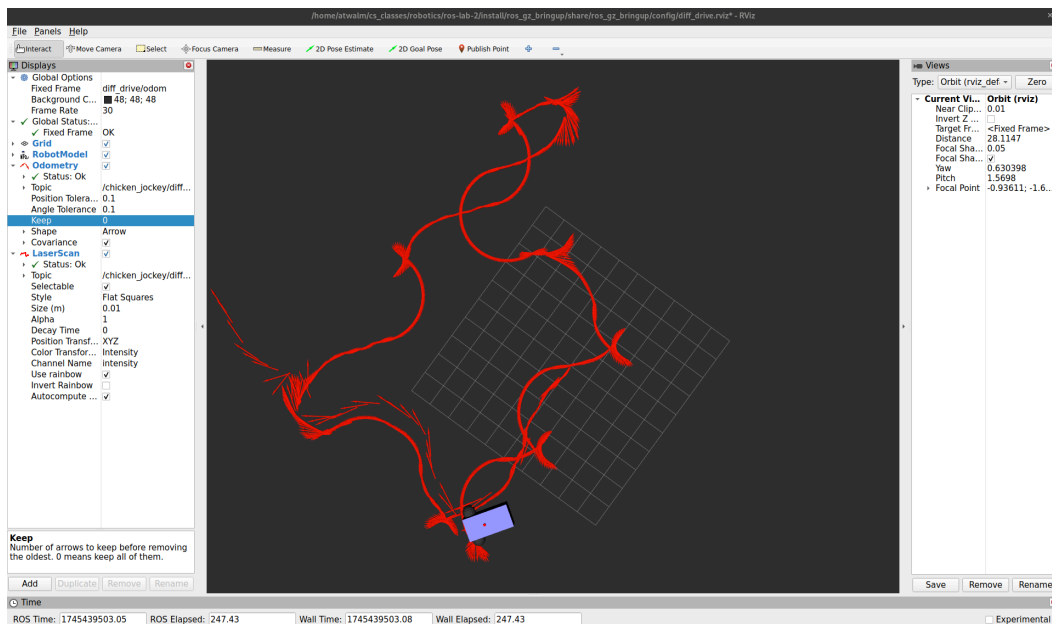 /home/atwalm/cs_classes/robotics/ros-lab-2/install/ros_gz_bringup/share/ros_gz_bringup/config/diff_drive.rviz* - RViz
File Panels Help
Interact Move Camera Select Focus Camera Measure 2D Pose Estimate 2D Goal Pose Publish Point
Displays
Global Options
Fixed Frame diff_drive/odom
Background C... 48; 48; 48
Frame Rate 30
Global Status:...
Fixed Frame OK
Grid
RobotModel
Odometry
Status: Ok
Topic /chicken_jockey/diff...
Position Tolera... 0.1
Angle Tolerance 0.1
Keep 0
Shape Arrow
Covariance
LaserScan
Status: Ok
Topic /chicken_jockey/diff...
Selectable
Style Flat Squares
Size (m) 0.01
Alpha 1
Decay Time 0
Position Transf... XYZ
Color Transfor... Intensity
Channel Name intensity
Use rainbow
Invert Rainbow
Autocompute ...
Keep
Number of arrows to keep before removing
the oldest. 0 means keep all of them.
Add Duplicate Remove Rename
Views
Type: Orbit (rviz_def Zero
Current Vi... Orbit (rviz)
Near Clip... 0.01
Invert Z ...
Target Fr... <Fixed Frame>
Distance 28.1147
Focal Sha... 0.05
Focal Sha...
Yaw 0.630398
Pitch 1.5698
Focal Point -0.93611; -1.6...
Save Remove Rename
Time
ROS Time: 1745439503.05 ROS Elapsed: 247.43 Wall Time: 1745439503.08 Wall Elapsed: 247.43 Experimental